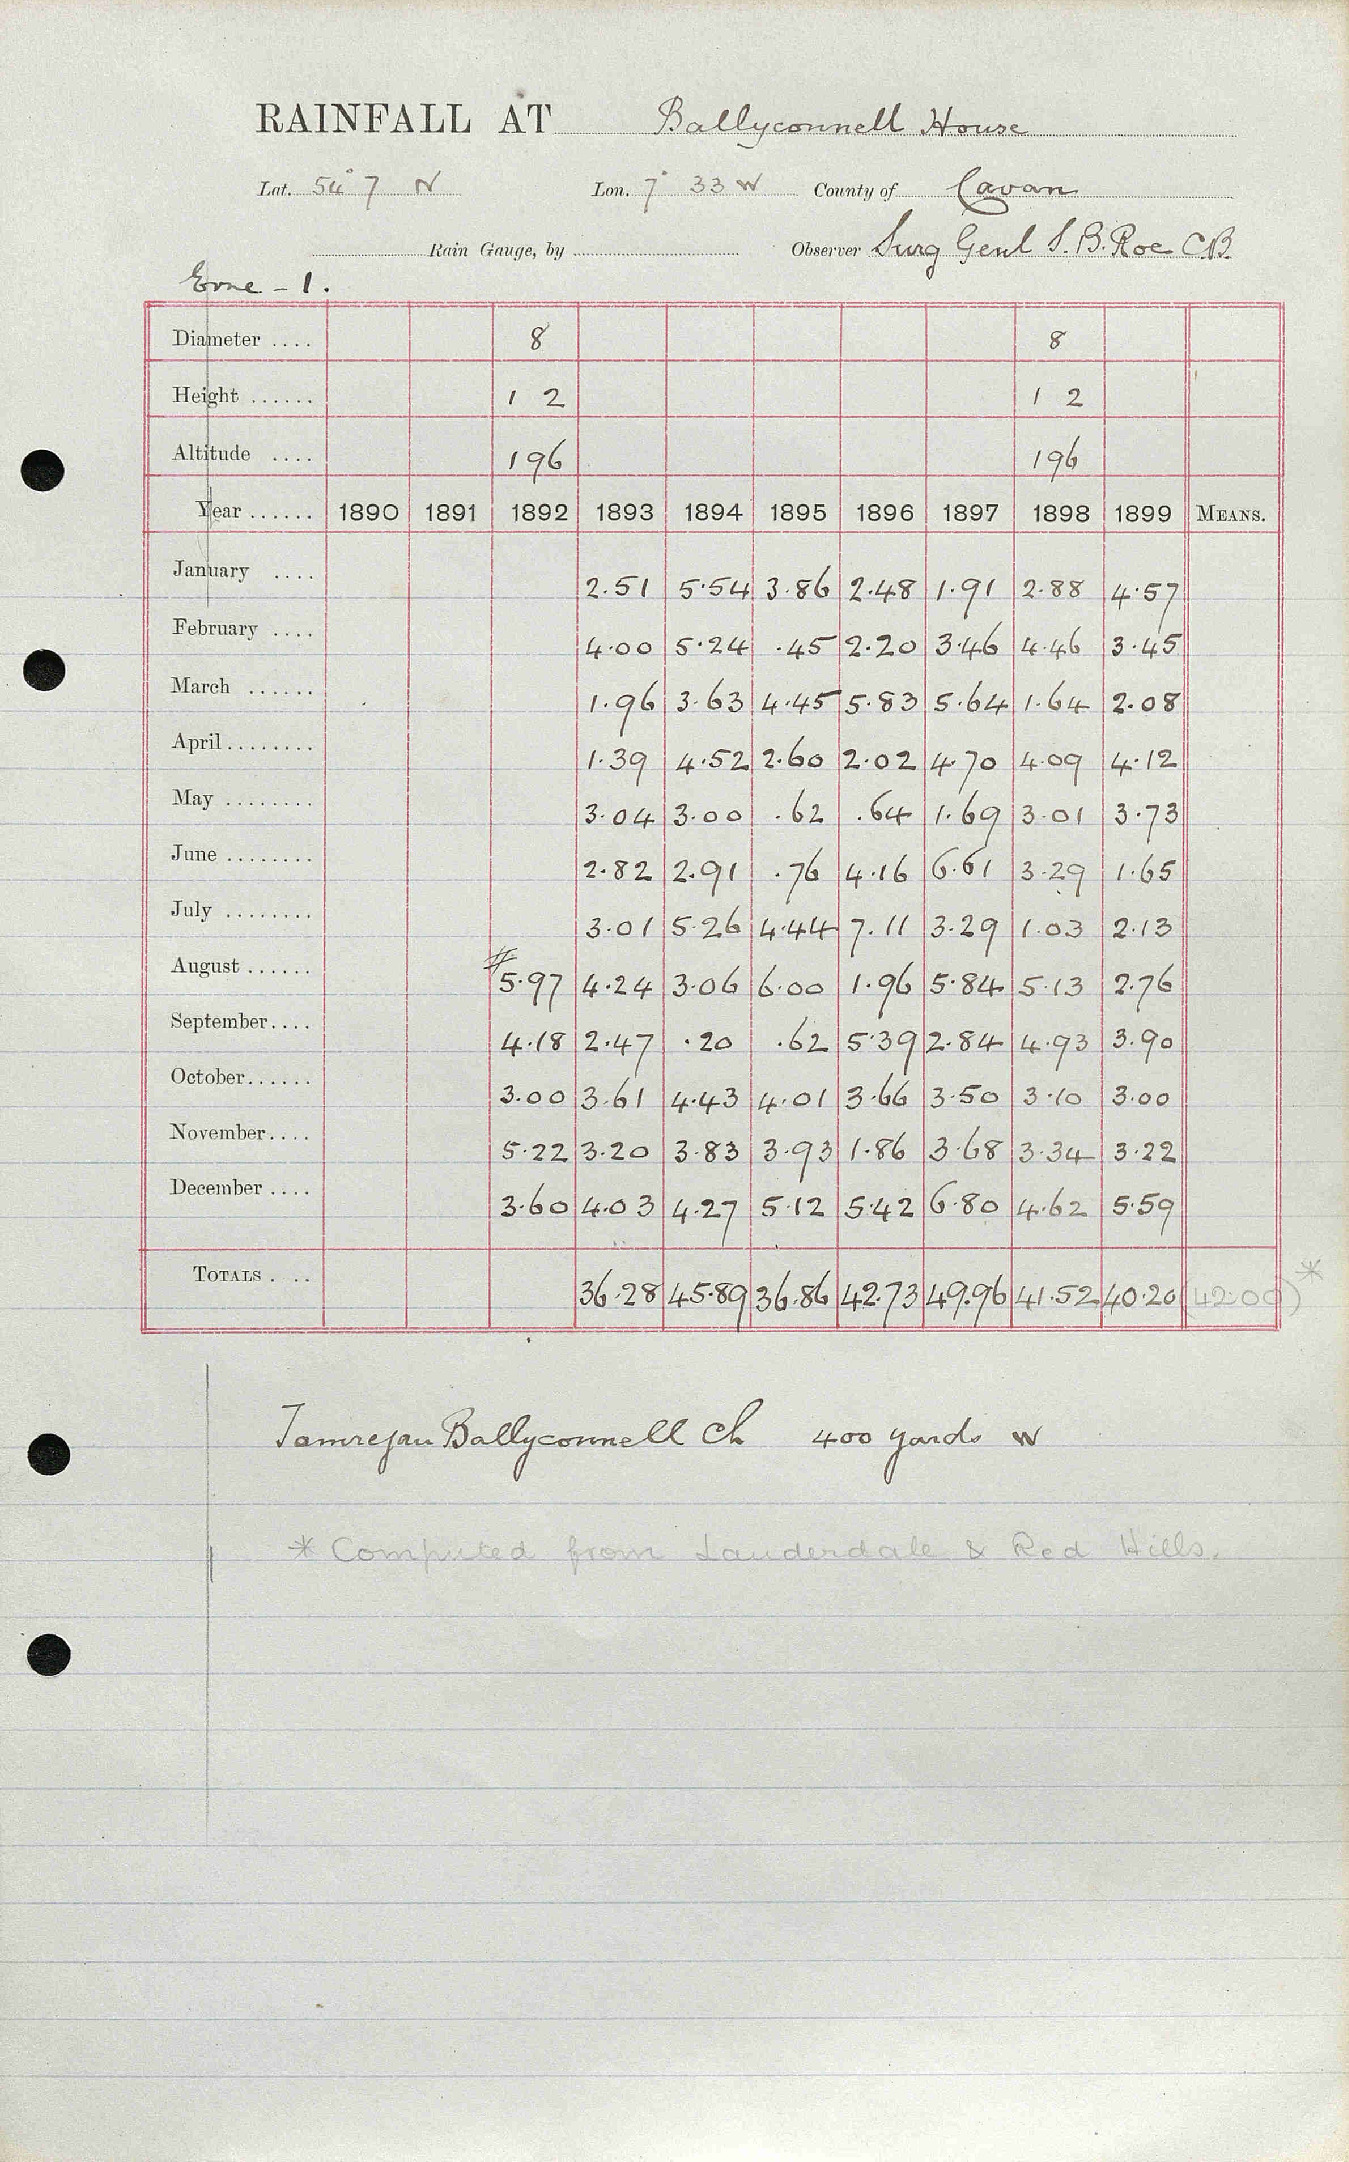 RAINFALL AT Ballyconnell House
Lat. 54° 7 N Lon. 7° 33 W County of Cavan
Rain Gauge, by Observer Surg Genl S. B. Roe CB.
Erne - 1.
Diameter .... 8 8
Height ...... 1 2 1 2
Altitude .... 196 196
Year ...... 1890 1891 1892 1893 1894 1895 1896 1897 1898 1899 MEANS.
January .... 2.51 5.54 3.86 2.48 1.91 2.88 4.57
February .... 4.00 5.24 .45 2.20 3.46 4.46 3.45
March ...... 1.96 3.63 4.45 5.83 5.64 1.64 2.08
April ........ 1.39 4.52 2.60 2.02 4.70 4.09 4.12
May ........ 3.04 3.00 .62 .64 1.69 3.01 3.73
June ........ 2.82 2.91 .76 4.16 6.61 3.29 1.65
July ........ 3.01 5.26 4.44 7.11 3.29 1.03 2.13
August ...... #5.97 4.24 3.06 6.00 1.96 5.84 5.13 2.76
September.... 4.18 2.47 .20 .62 5.39 2.84 4.93 3.90
October...... 3.00 3.61 4.43 4.01 3.66 3.50 3.10 3.00
November.... 5.22 3.20 3.83 3.93 1.86 3.68 3.34 3.22
December .... 3.60 4.03 4.27 5.12 5.42 6.80 4.62 5.59
TOTALS . .. 36.28 45.89 36.86 42.73 49.96 41.52 40.20 (42.00)*
Ballyconnell Ch 400 yards W
* Computed from Lauderdale & Red Hills.